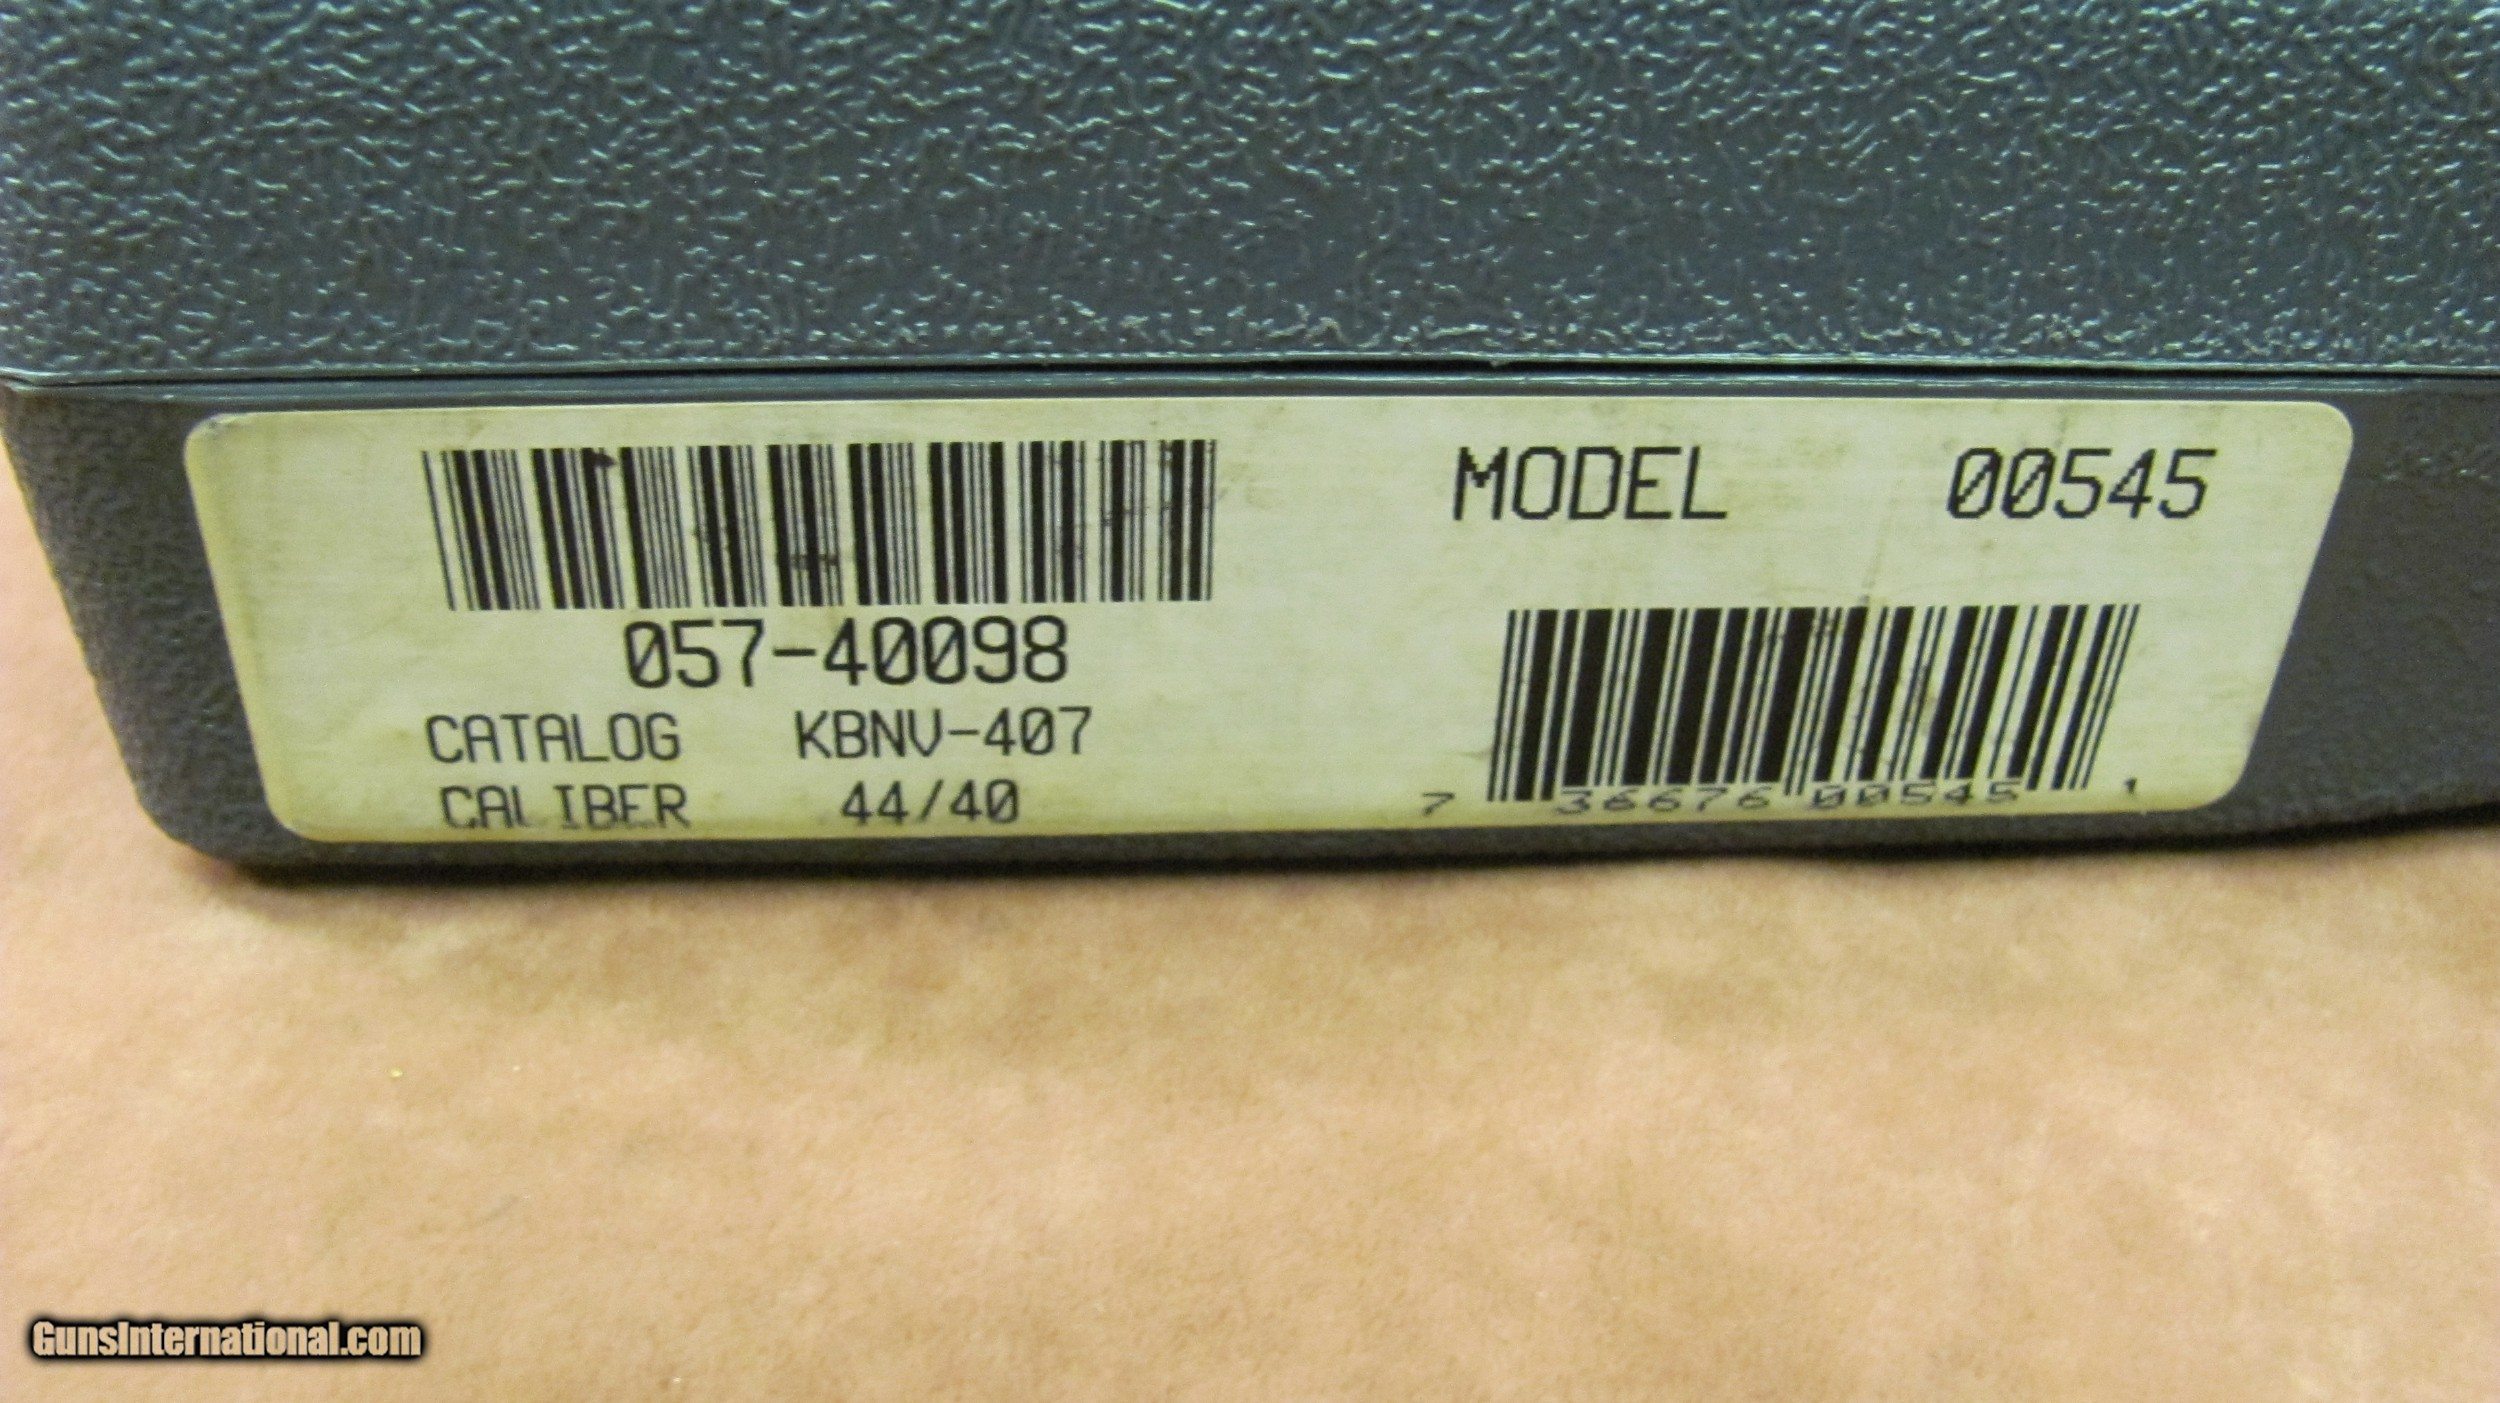 057-40098
CATALOG KBNV-407
CALIBER 44/40
MODEL 00545
7 36676 00545 1
GunsInternational.com